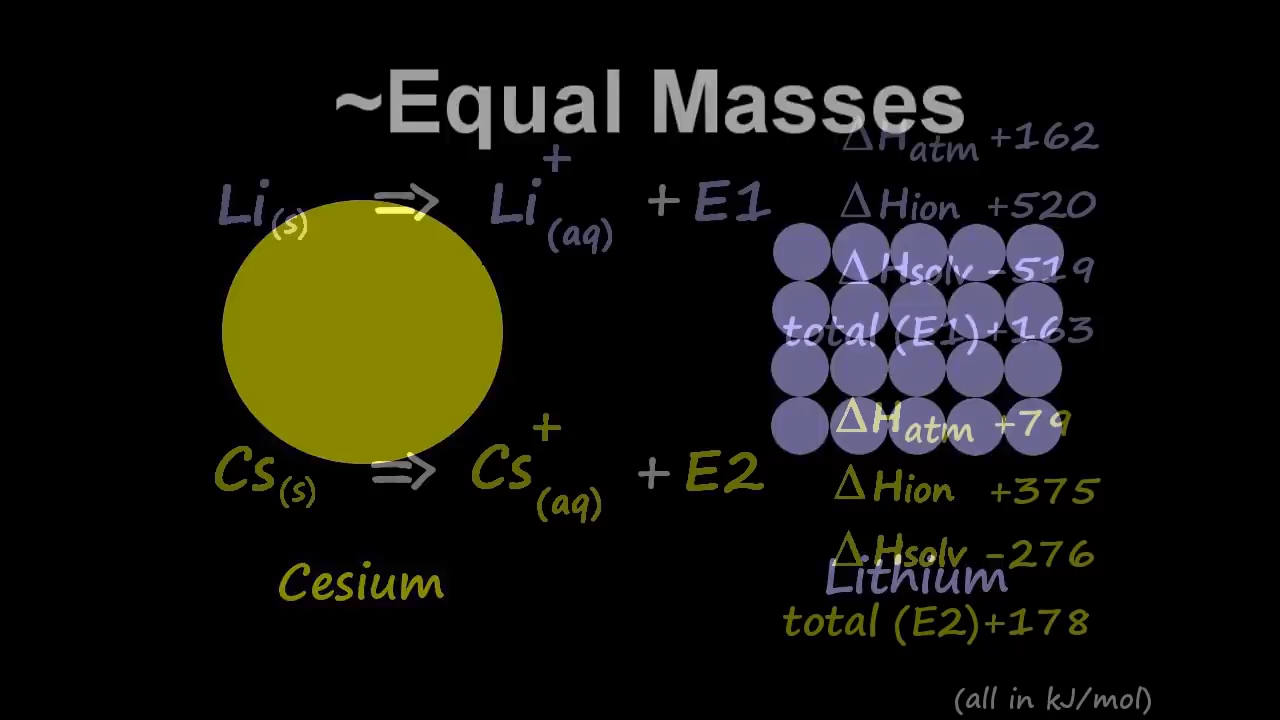 ~Equal Masses
ΔHatm +162
Li(s) ⇒ Li+(aq) + E1
ΔHion +520
ΔHsolv -519
total (E1)+163
ΔHatm +79
Cs(s) ⇒ Cs+(aq) + E2
ΔHion +375
ΔHsolv -276
Cesium
Lithium
total (E2)+178
(all in kJ/mol)